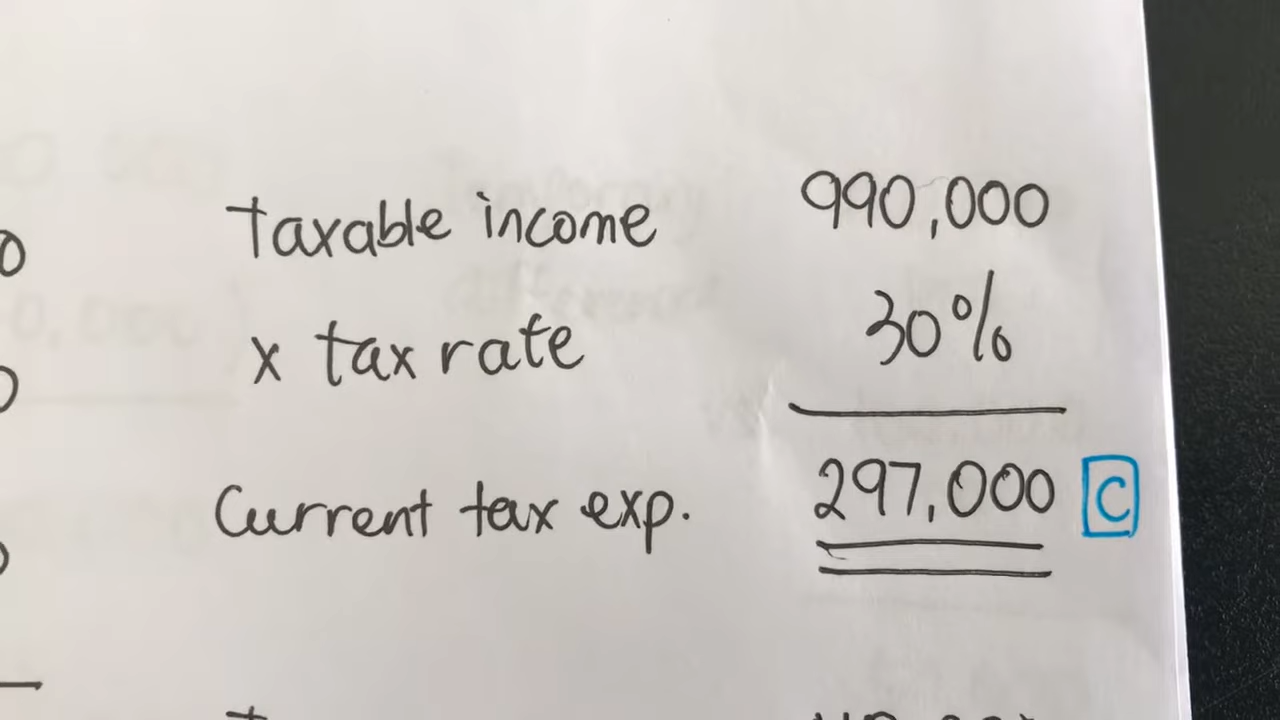 taxable income 990,000
x tax rate 30%
Current tax exp. 297,000 C